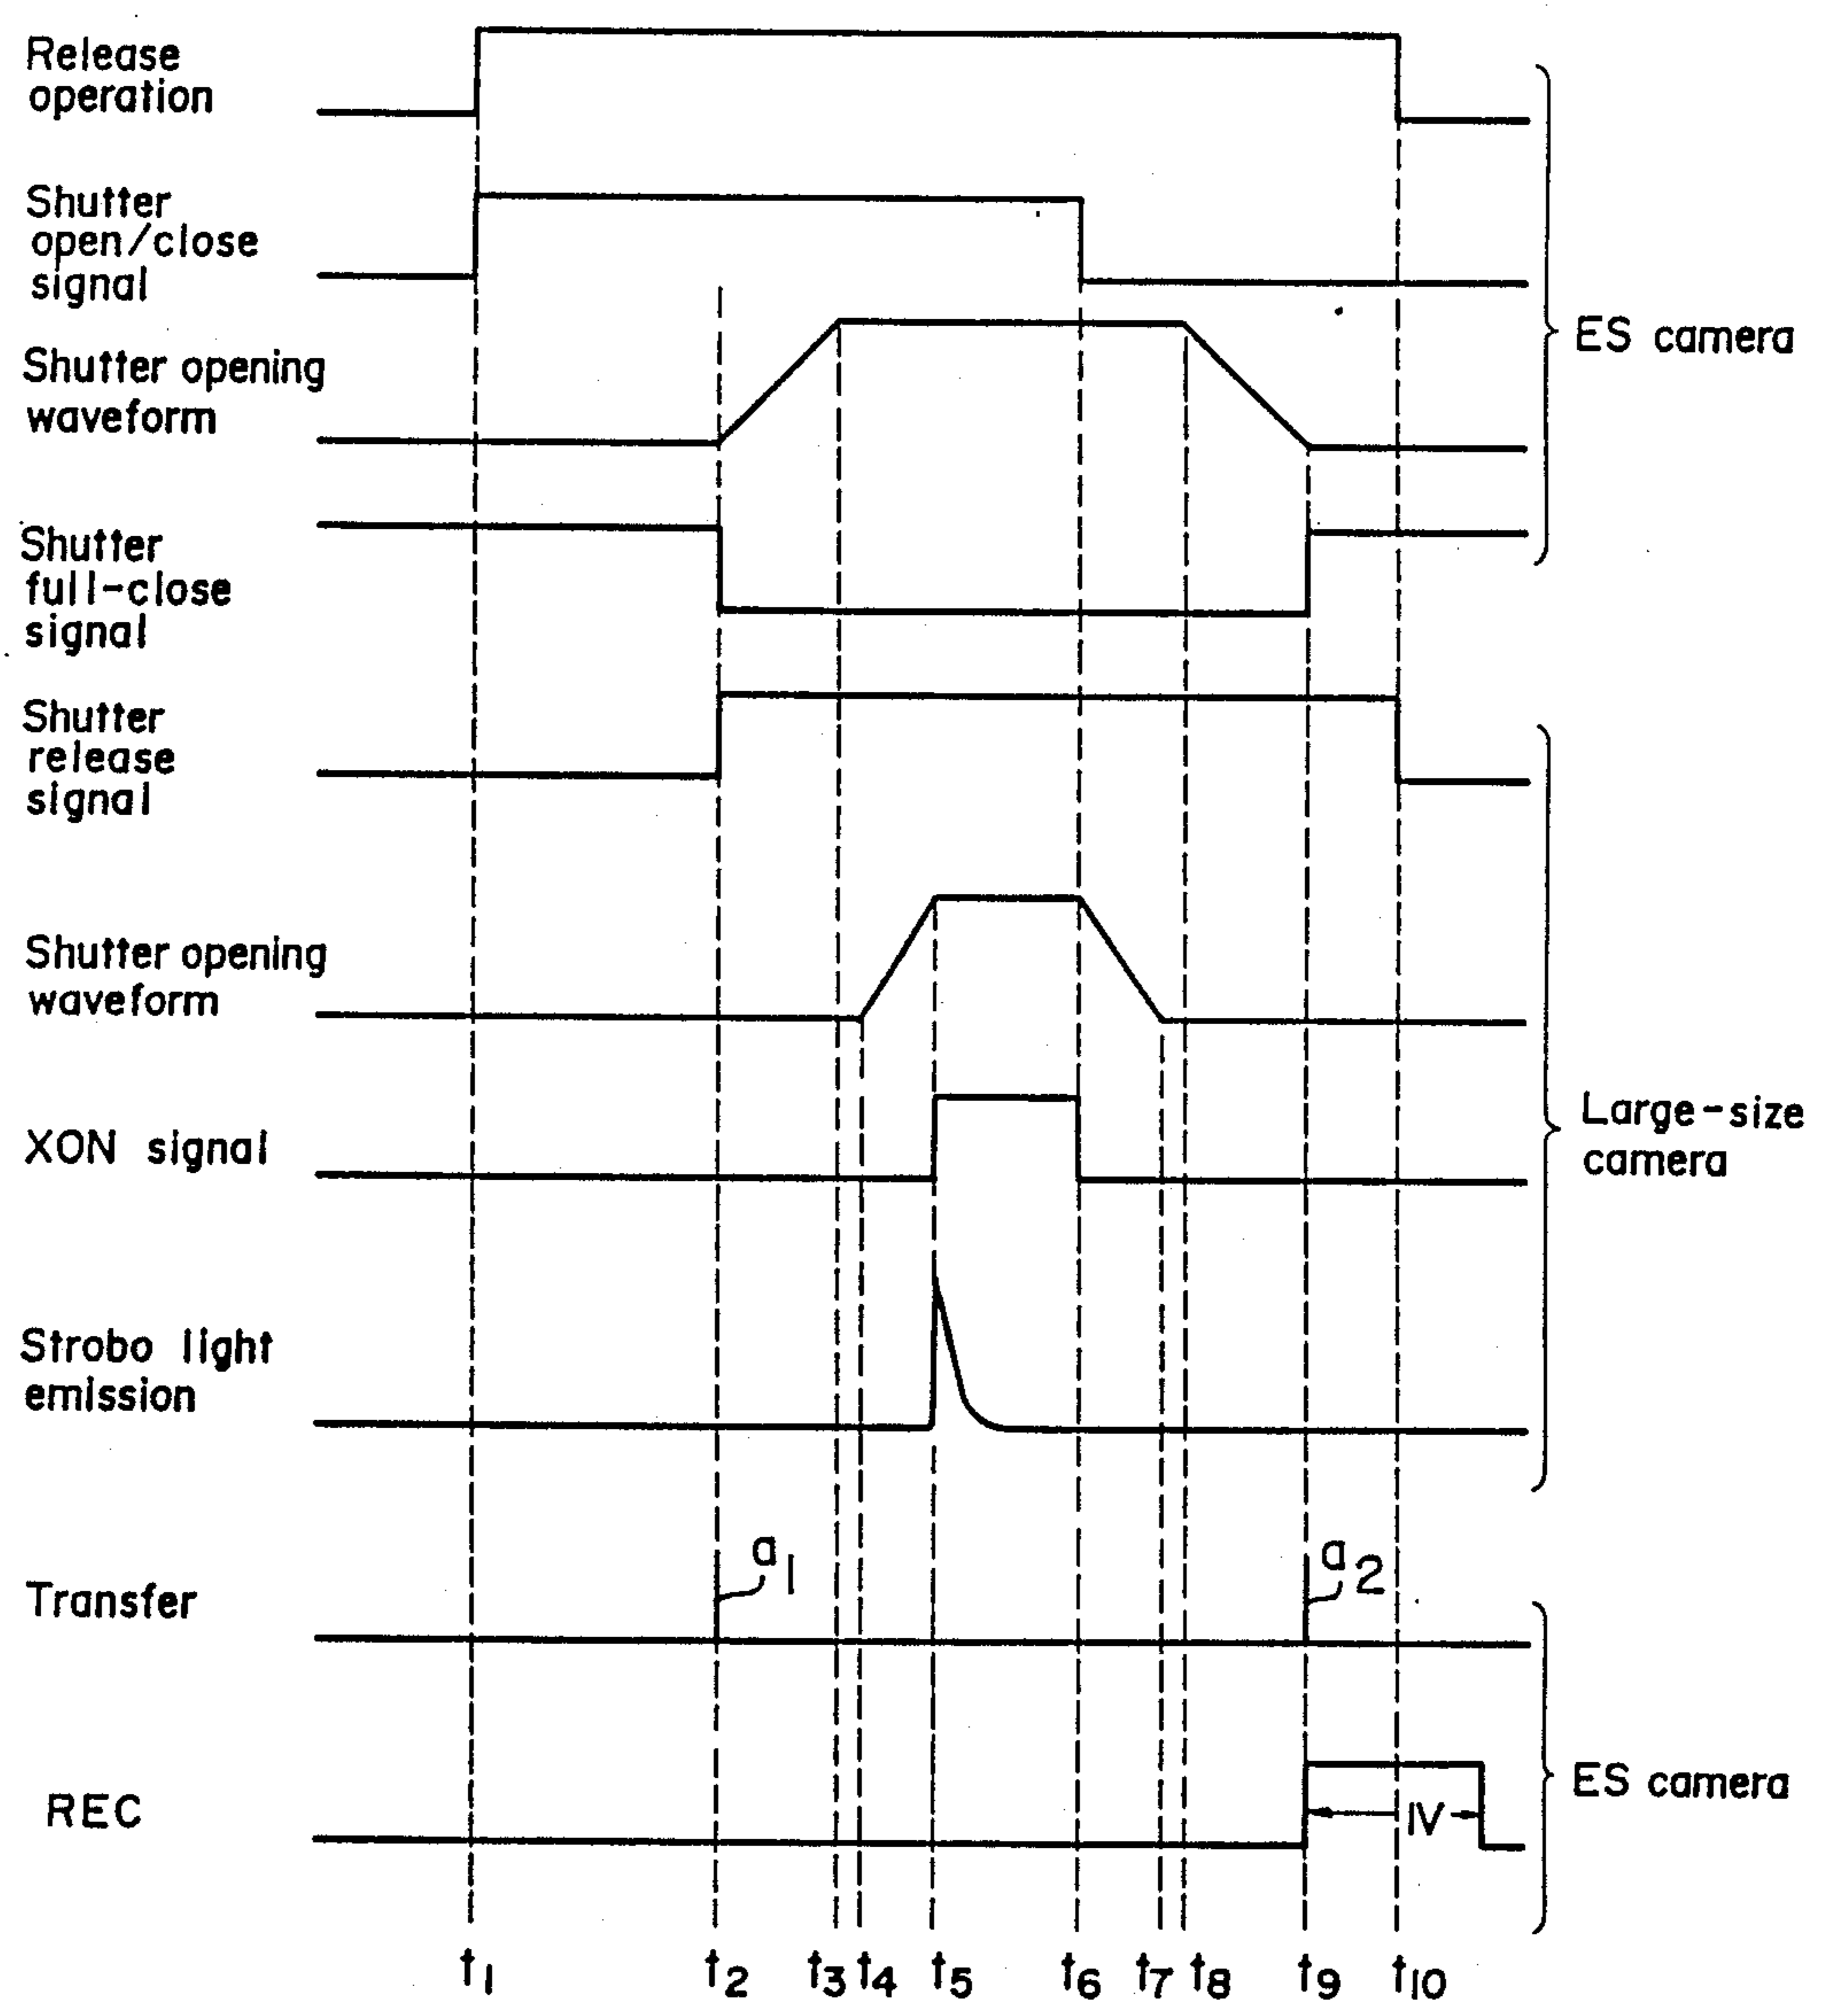 Release
operation
Shutter
open/close
signal
ES camera
Shutter opening
waveform
Shutter
full-close
signal
Shutter
release
signal
Shutter opening
waveform
Large-size
camera
XON signal
Strobo light
emission
a1
a2
Transfer
ES camera
REC
IV
t1 t2 t3 t4 t5 t6 t7 t8 t9 t10